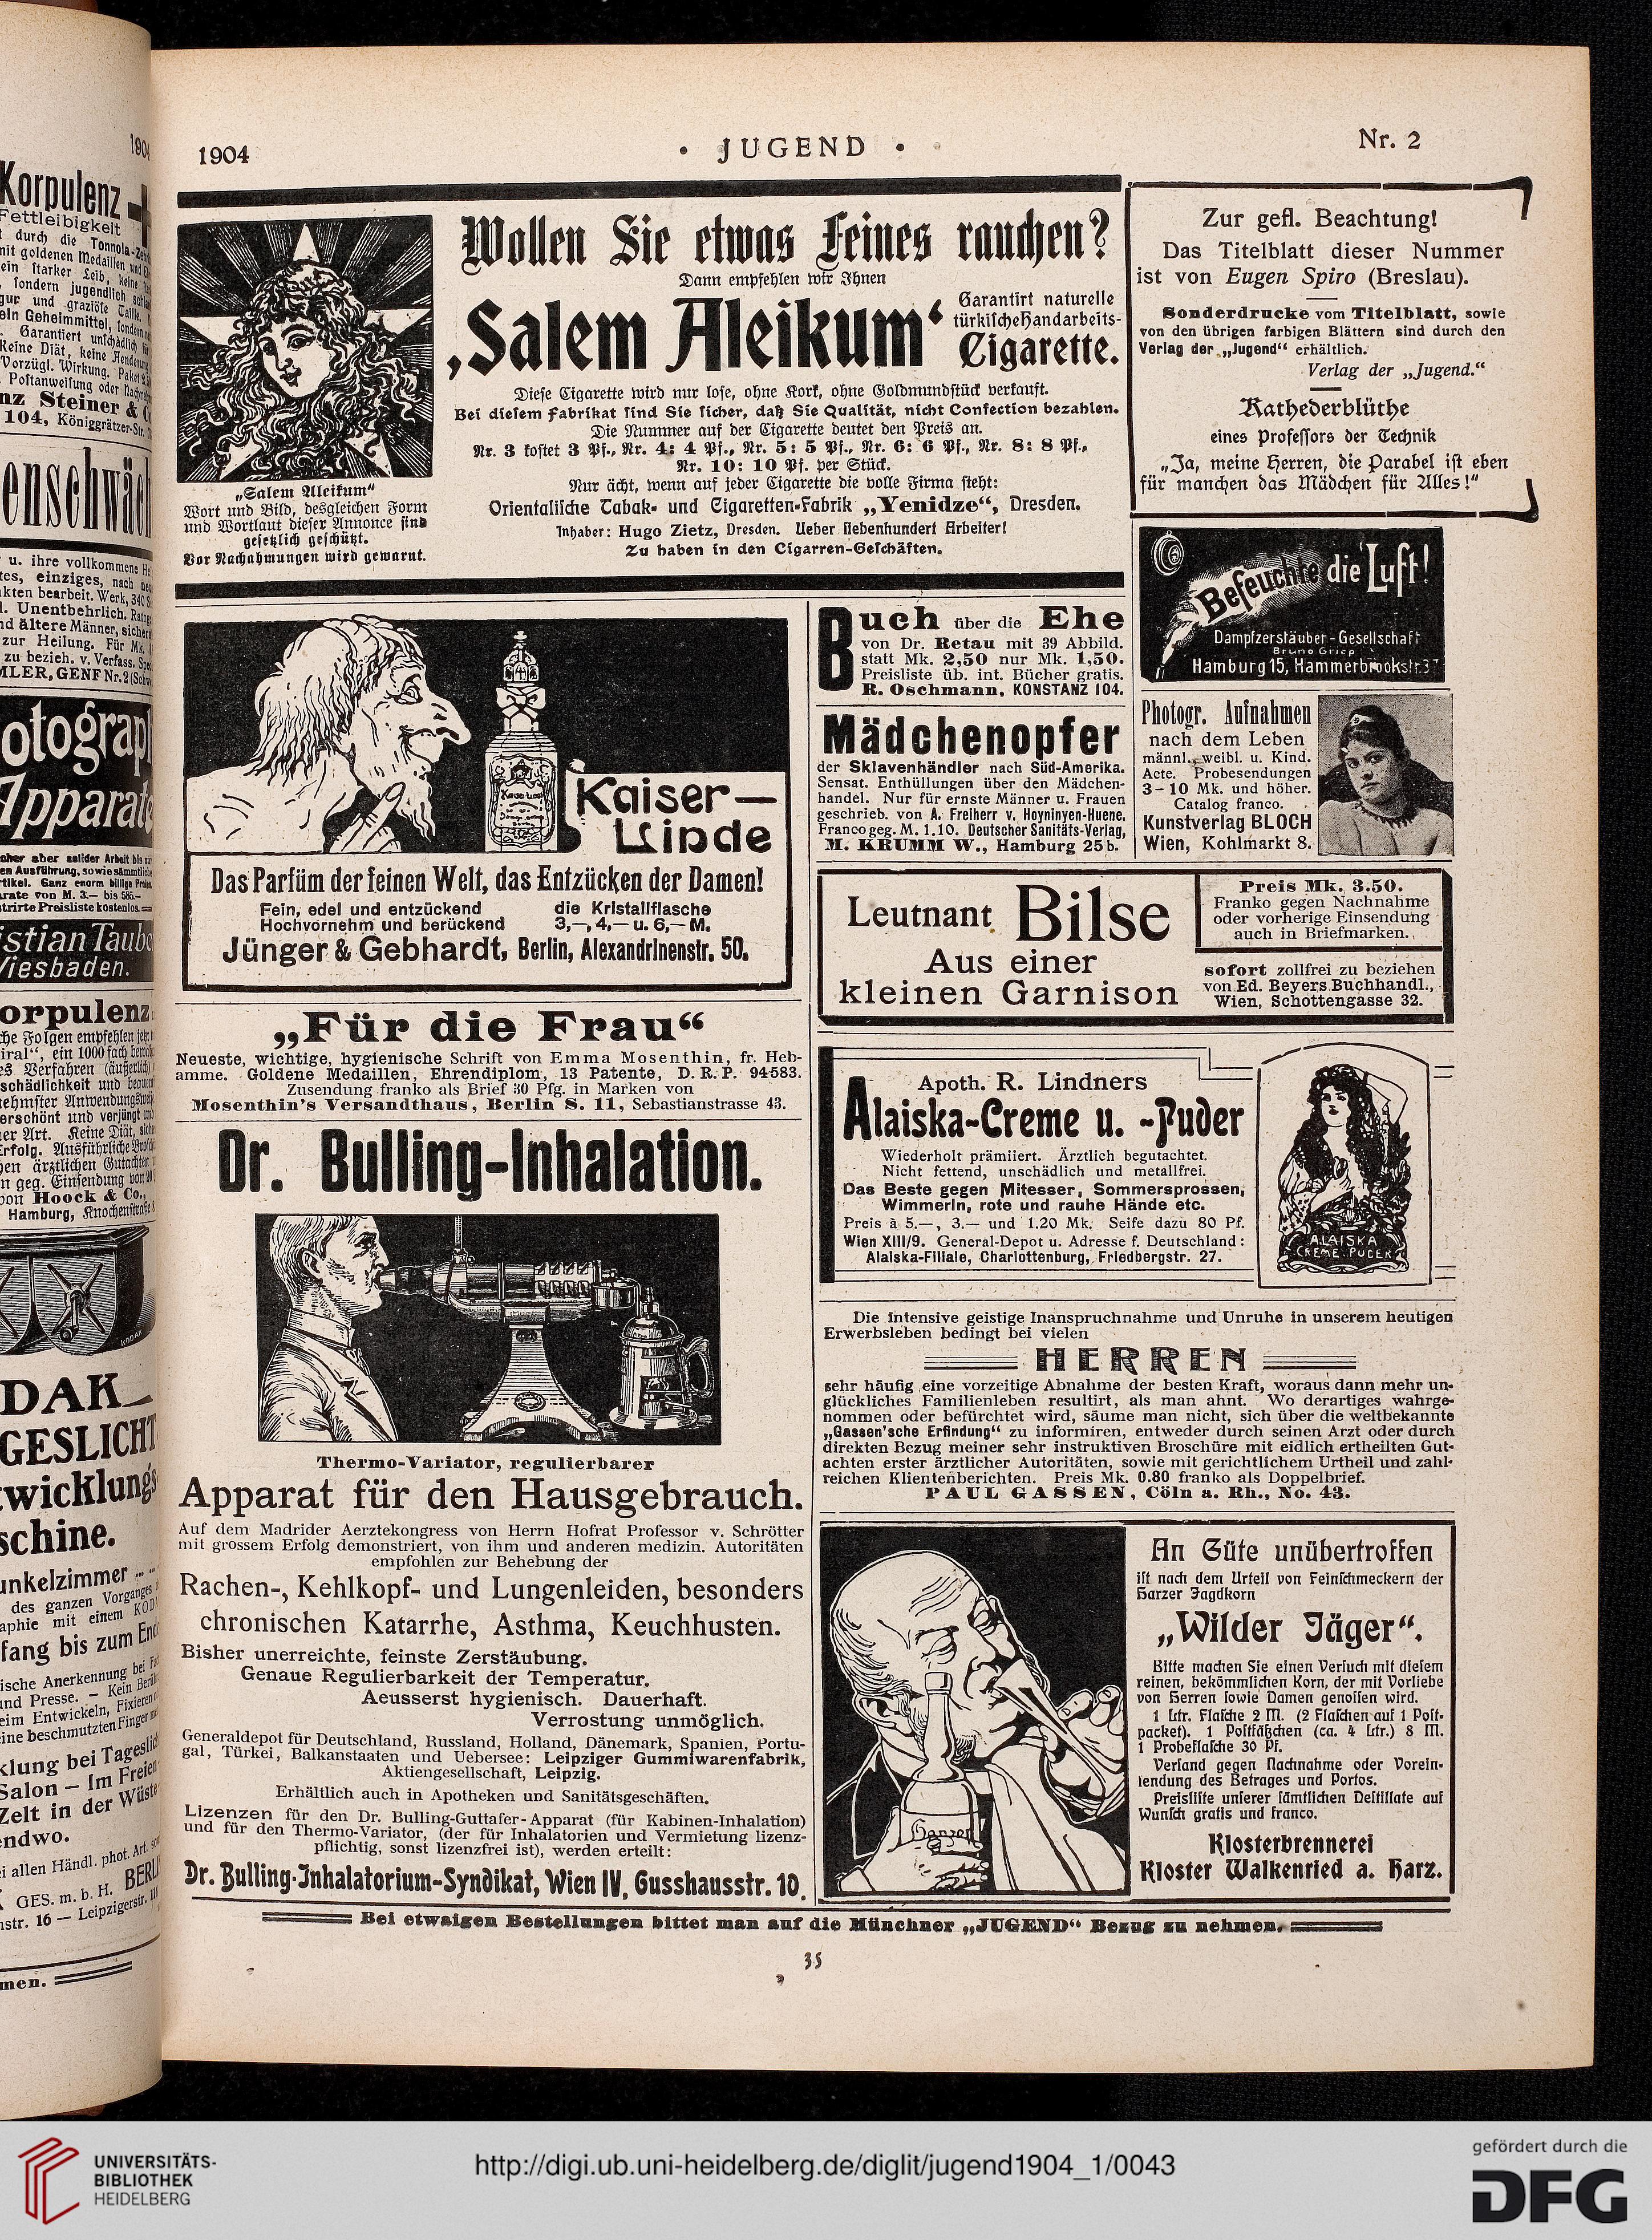 1904
• JUGEND •
Nr. 2
Wollen Sie etwas Feines rauchen?
Dann empfehlen wir Ihnen
‚Salem Aleikum‘
Garantirt naturelle
türkische Handarbeits-
Cigarette.
Diese Cigarette wird nur lose, ohne Kork, ohne Goldmundstück verkauft.
Bei diesem Fabrikat sind Sie sicher, daß Sie Qualität, nicht Confection bezahlen.
Die Nummer auf der Cigarette deutet den Preis an.
Nr. 3 kostet 3 Pf., Nr. 4: 4 Pf., Nr. 5: 5 Pf., Nr. 6: 6 Pf., Nr. 8: 8 Pf.,
Nr. 10: 10 Pf. per Stück.
Nur ächt, wenn auf jeder Cigarette die volle Firma steht:
Orientalische Tabak- und Cigaretten-Fabrik „Yenidze“, Dresden.
Inhaber: Hugo Zietz, Dresden. Ueber siebenhundert Arbeiter!
Zu haben in den Cigarren-Geschäften.
„Salem Aleikum“
Wort und Bild, desgleichen Form
und Wortlaut dieser Annonce sind
gesetzlich geschützt.
Vor Nachahmungen wird gewarnt.
Zur gefl. Beachtung!
Das Titelblatt dieser Nummer
ist von Eugen Spiro (Breslau).
Sonderdrucke vom Titelblatt, sowie
von den übrigen farbigen Blättern sind durch den
Verlag der „Jugend“ erhältlich.
Verlag der „Jugend.“
Kathederblüthe
eines Professors der Technik
„Ja, meine Herren, die Parabel ist eben
für manchen das Mädchen für Alles!“
Befeuchte die Luft!
Dampfzerstäuber-Gesellschaft
Bruno Griep
Hamburg 15, Hammerbrookstr. 37
Kaiser-
Linde
Das Parfüm der feinen Welt, das Entzücken der Damen!
Fein, edel und entzückend
Hochvornehm und berückend
die Kristallflasche
3,—, 4,— u. 6,— M.
Jünger & Gebhardt, Berlin, Alexandrinenstr. 50.
Buch über die Ehe
von Dr. Retau mit 39 Abbild.
statt Mk. 2,50 nur Mk. 1,50.
Preisliste üb. int. Bücher gratis.
R. Oschmann, KONSTANZ 104.
Mädchenopfer
der Sklavenhändler nach Süd-Amerika.
Sensat. Enthüllungen über den Mädchen-
handel. Nur für ernste Männer u. Frauen
geschrieb. von A. Freiherr v. Hoyninyen-Huene.
Franco geg. M. 1.10. Deutscher Sanitäts-Verlag,
M. KRUMM W., Hamburg 25 b.
Photogr. Aufnahmen
nach dem Leben
männl., weibl. u. Kind.
Acte. Probesendungen
3–10 Mk. und höher.
Catalog franco.
Kunstverlag BLOCH
Wien, Kohlmarkt 8.
Leutnant Bilse
Aus einer
kleinen Garnison
Preis Mk. 3.50.
Franko gegen Nachnahme
oder vorherige Einsendung
auch in Briefmarken.
sofort zollfrei zu beziehen
von Ed. Beyers Buchhandl.,
Wien, Schottengasse 32.
„Für die Frau“
Neueste, wichtige, hygienische Schrift von Emma Mosenthin, fr. Heb-
amme. Goldene Medaillen, Ehrendiplom, 13 Patente, D. R. P. 94583.
Zusendung franko als Brief 30 Pfg. in Marken von
Mosenthin's Versandthaus, Berlin S. 11, Sebastianstrasse 43.
Dr. Bulling-Inhalation.
Thermo-Variator, regulierbarer
Apparat für den Hausgebrauch.
Auf dem Madrider Aerztekongress von Herrn Hofrat Professor v. Schrötter
mit grossem Erfolg demonstriert, von ihm und anderen medizin. Autoritäten
empfohlen zur Behebung der
Rachen-, Kehlkopf- und Lungenleiden, besonders
chronischen Katarrhe, Asthma, Keuchhusten.
Bisher unerreichte, feinste Zerstäubung.
Genaue Regulierbarkeit der Temperatur.
Aeusserst hygienisch. Dauerhaft.
Verrostung unmöglich.
Generaldepot für Deutschland, Russland, Holland, Dänemark, Spanien, Portu-
gal, Türkei, Balkanstaaten und Uebersee: Leipziger Gummiwarenfabrik,
Aktiengesellschaft, Leipzig.
Erhältlich auch in Apotheken und Sanitätsgeschäften.
Lizenzen für den Dr. Bulling-Guttafer-Apparat (für Kabinen-Inhalation)
und für den Thermo-Variator, (der für Inhalatorien und Vermietung lizenz-
pflichtig, sonst lizenzfrei ist), werden erteilt:
Dr. Bulling-Inhalatorium-Syndikat, Wien IV, Gusshausstr. 10.
Apoth. R. Lindners
Alaiska-Creme u. -Puder
Wiederholt prämiiert. Ärztlich begutachtet.
Nicht fettend, unschädlich und metallfrei.
Das Beste gegen Mitesser, Sommersprossen,
Wimmerln, rote und rauhe Hände etc.
Preis à 5.—, 3.— und 1.20 Mk. Seife dazu 80 Pf.
Wien XIII/9. General-Depot u. Adresse f. Deutschland:
Alaiska-Filiale, Charlottenburg, Friedbergstr. 27.
ALAISKA
CREME PUDER
Die intensive geistige Inanspruchnahme und Unruhe in unserem heutigen
Erwerbsleben bedingt bei vielen
HERREN
sehr häufig eine vorzeitige Abnahme der besten Kraft, woraus dann mehr un-
glückliches Familienleben resultirt, als man ahnt. Wo derartiges wahrge-
nommen oder befürchtet wird, säume man nicht, sich über die weltbekannte
„Gassen'sche Erfindung“ zu informiren, entweder durch seinen Arzt oder durch
direkten Bezug meiner sehr instruktiven Broschüre mit eidlich ertheilten Gut-
achten erster ärztlicher Autoritäten, sowie mit gerichtlichem Urtheil und zahl-
reichen Klientenberichten. Preis Mk. 0.80 franko als Doppelbrief.
PAUL GASSEN, Cöln a. Rh., No. 43.
An Güte unübertroffen
ist nach dem Urteil von Feinschmeckern der
Harzer Jagdkorn
„Wilder Jäger“.
Bitte machen Sie einen Versuch mit diesem
reinen, bekömmlichen Korn, der mit Vorliebe
von Herren sowie Damen genossen wird.
1 Ltr. Flasche 2 M. (2 Flaschen auf 1 Post-
packet). 1 Postfäßchen (ca. 4 Ltr.) 8 M.
1 Probeflasche 30 Pf.
Versand gegen Nachnahme oder Vorein-
sendung des Betrages und Portos.
Preisliste unserer sämtlichen Destillate auf
Wunsch gratis und franco.
Klosterbrennerei
Kloster Walkenried a. Harz.
Bei etwaigen Bestellungen bittet man auf die Münchner „JUGEND“ Bezug zu nehmen.
35
UNIVERSITÄTS-
BIBLIOTHEK
HEIDELBERG
http://digi.ub.uni-heidelberg.de/diglit/jugend1904_1/0043
gefördert durch die
DFG